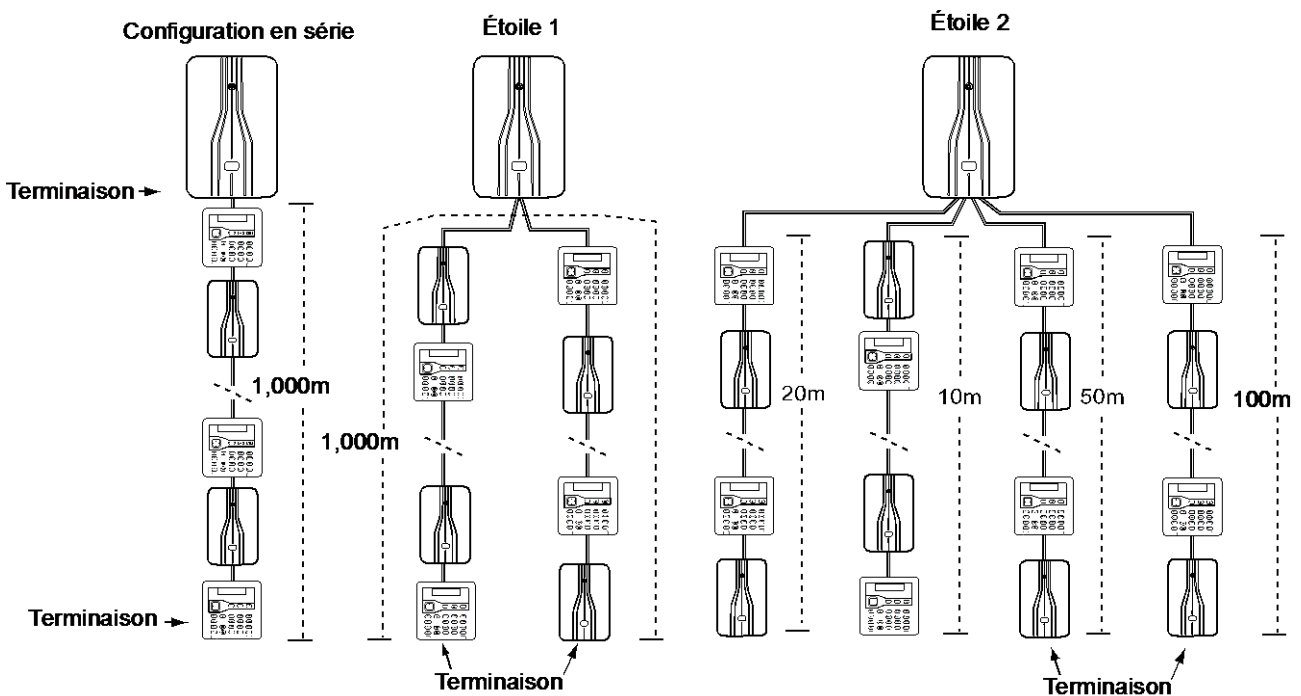 Configuration en série
Étoile 1
Étoile 2
Terminaison
1,000m
Terminaison
1,000m
Terminaison
20m
10m
50m
100m
Terminaison